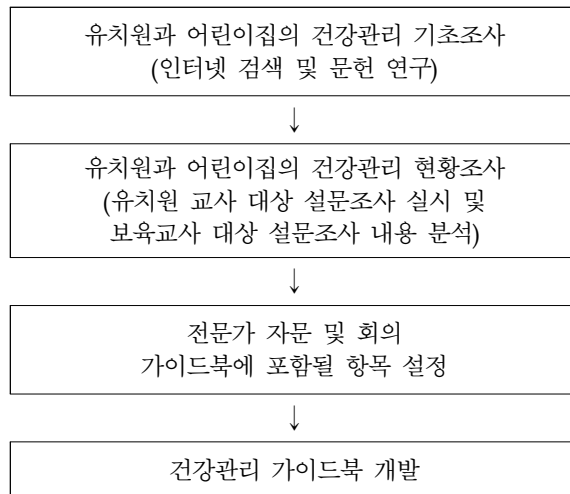 유치원과 어린이집의 건강관리 기초조사
(인터넷 검색 및 문헌 연구)
↓
유치원과 어린이집의 건강관리 현황조사
(유치원 교사 대상 설문조사 실시 및
보육교사 대상 설문조사 내용 분석)
↓
전문가 자문 및 회의
가이드북에 포함될 항목 설정
↓
건강관리 가이드북 개발